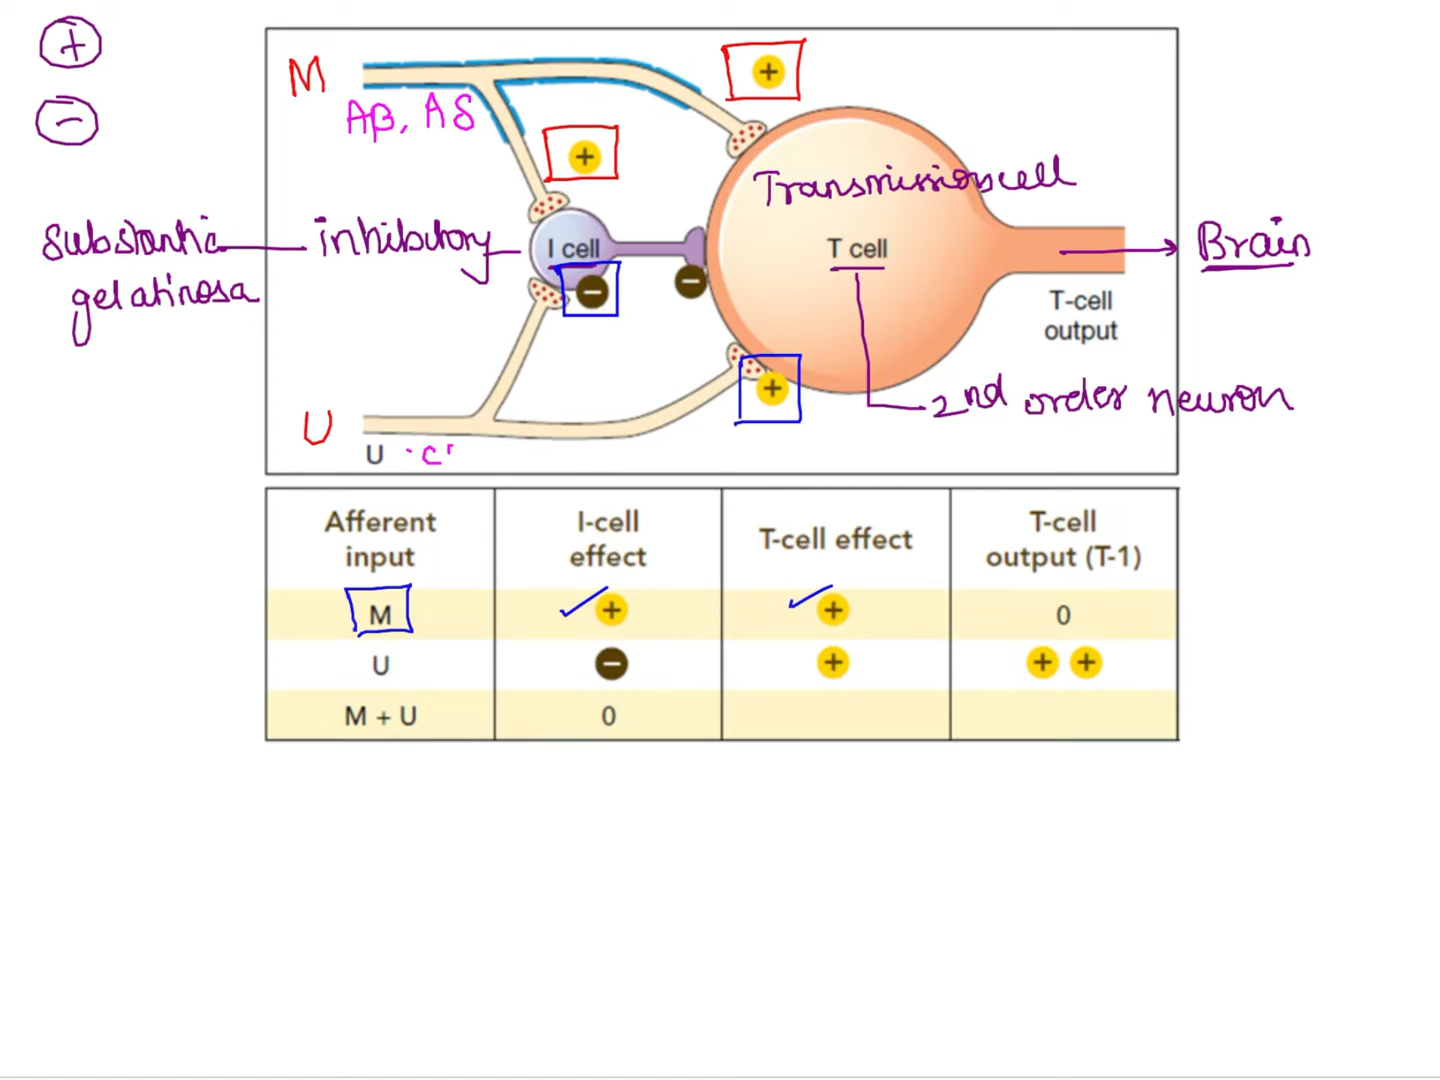 +
−
M
+
Aβ, Aδ
+
Transmission cell
substantia inhibitory I cell T cell Brain
gelatinosa
−
−
T-cell
output
+
2nd order neuron
U
U 'C'
Afferent input
I-cell effect
T-cell effect
T-cell output (T-1)
M + + 0
U − + + +
M + U 0